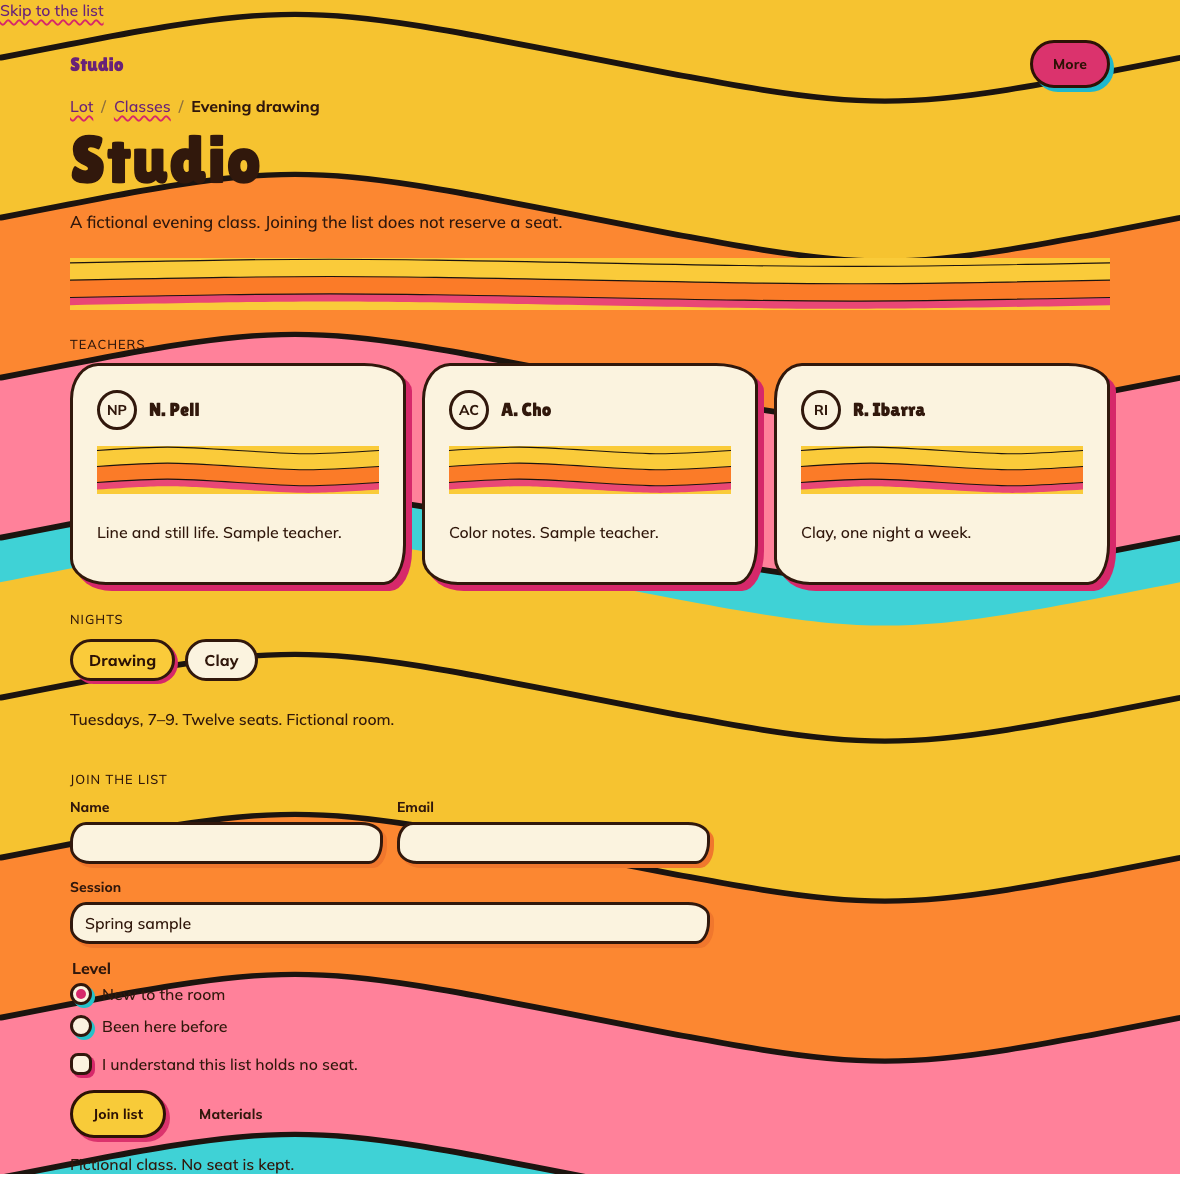 Skip to the list
Studio
More
Lot / Classes / Evening drawing
Studio
A fictional evening class. Joining the list does not reserve a seat.
TEACHERS
NP N. Pell
Line and still life. Sample teacher.
AC A. Cho
Color notes. Sample teacher.
RI R. Ibarra
Clay, one night a week.
NIGHTS
Drawing Clay
Tuesdays, 7–9. Twelve seats. Fictional room.
JOIN THE LIST
Name Email
Session
Spring sample
Level
New to the room
Been here before
I understand this list holds no seat.
Join list Materials
Fictional class. No seat is kept.